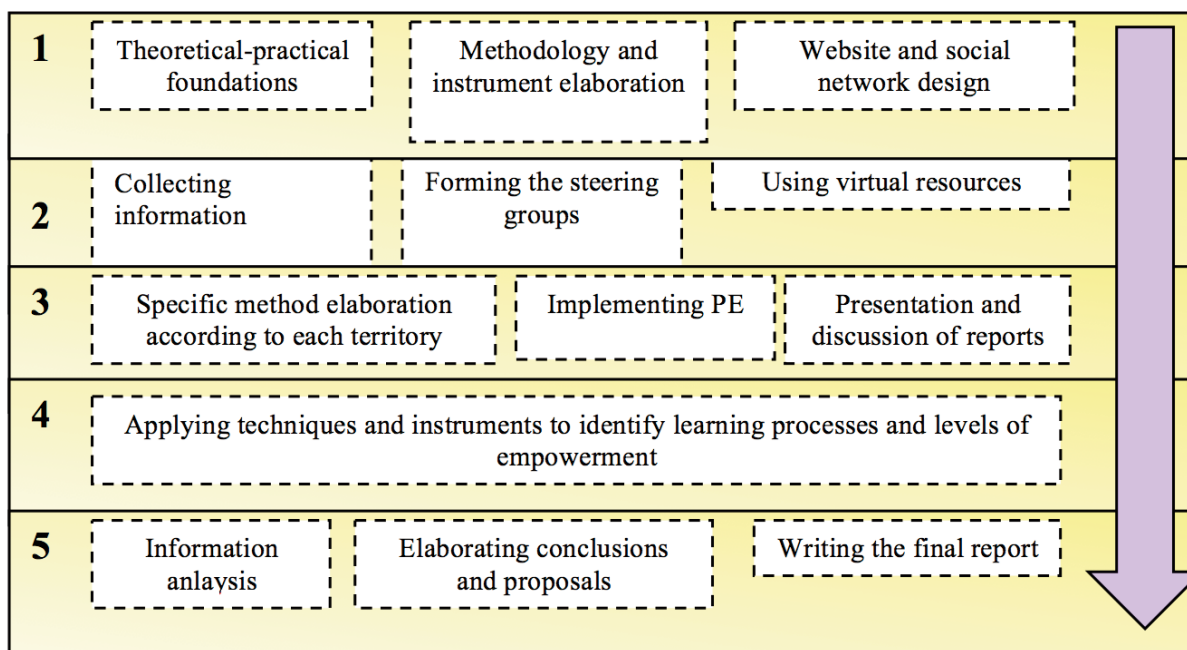 1
Theoretical-practical
foundations
Methodology and
instrument elaboration
Website and social
network design
2
Collecting
information
Forming the steering
groups
Using virtual resources
3
Specific method elaboration
according to each territory
Implementing PE
Presentation and
discussion of reports
4
Applying techniques and instruments to identify learning processes and levels of
empowerment
5
Information
anlaysis
Elaborating conclusions
and proposals
Writing the final report